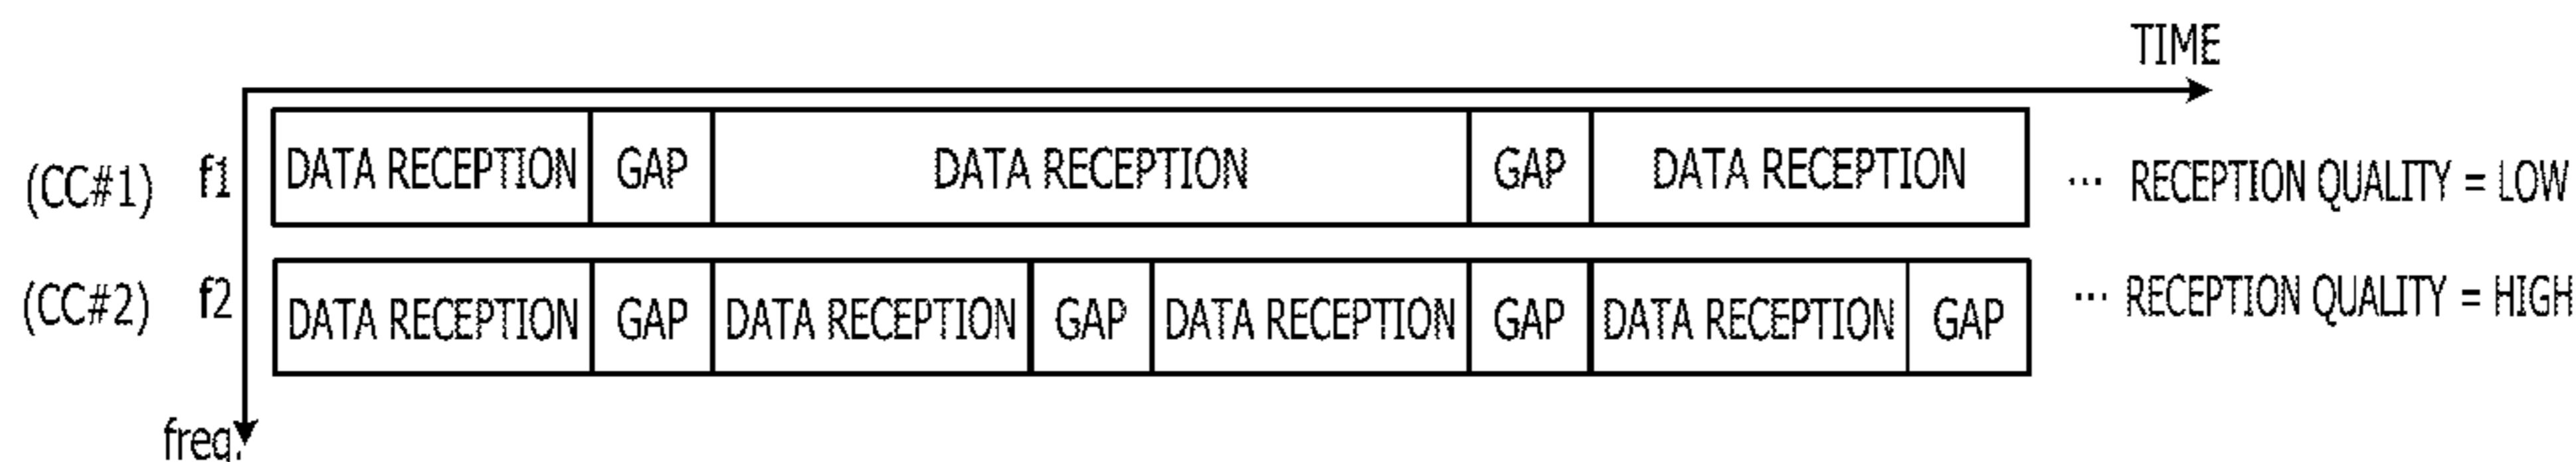 TIME
(CC#1) f1 DATA RECEPTION GAP DATA RECEPTION GAP DATA RECEPTION ... RECEPTION QUALITY = LOW
(CC#2) f2 DATA RECEPTION GAP DATA RECEPTION GAP DATA RECEPTION GAP DATA RECEPTION GAP ... RECEPTION QUALITY = HIGH
freq.